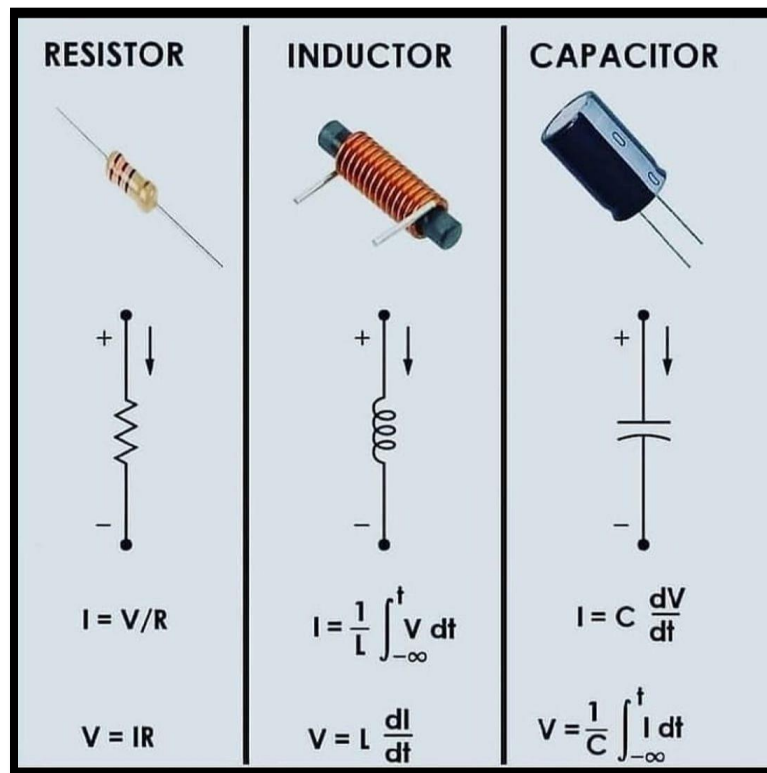 RESISTOR
INDUCTOR
CAPACITOR
+
−
+
−
+
−
I = V/R
I = 1/L ∫_{−∞}^{t} V dt
I = C dV/dt
V = IR
V = L dI/dt
V = 1/C ∫_{−∞}^{t} I dt